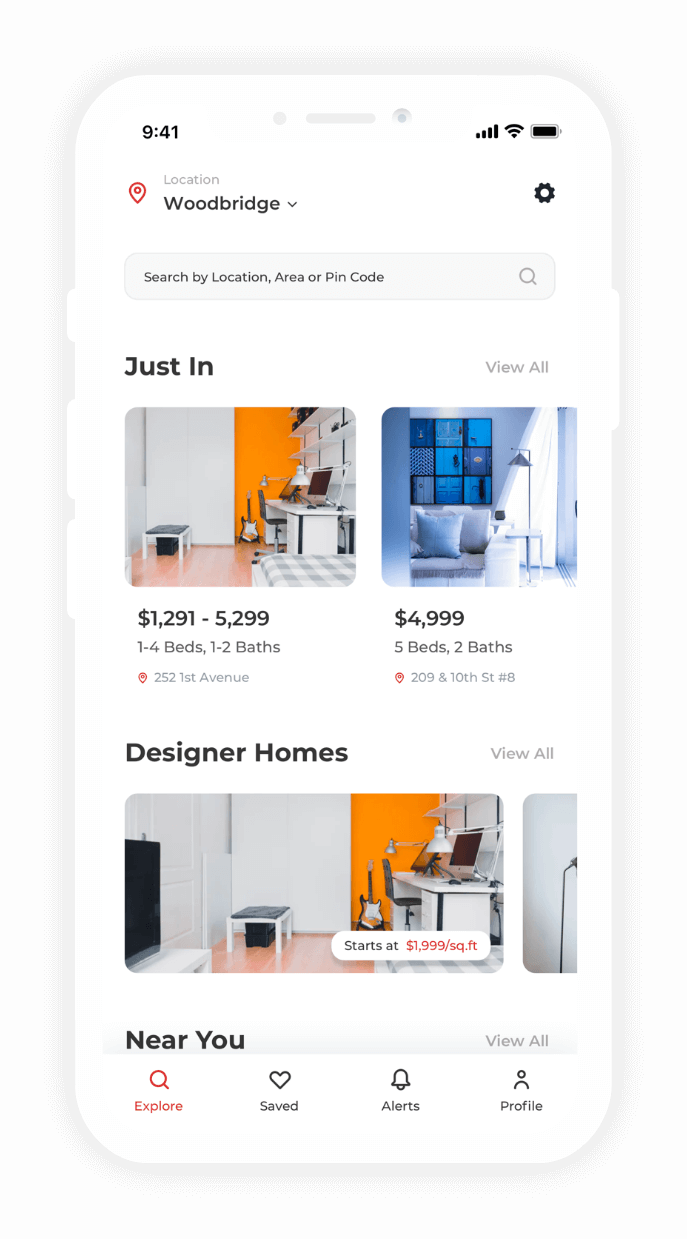 9:41
Location
Woodbridge
Search by Location, Area or Pin Code
Just In
View All
$1,291 - 5,299
1-4 Beds, 1-2 Baths
252 1st Avenue
$4,999
5 Beds, 2 Baths
209 & 10th St #8
Designer Homes
View All
Starts at $1,999/sq.ft
Near You
View All
Explore
Saved
Alerts
Profile